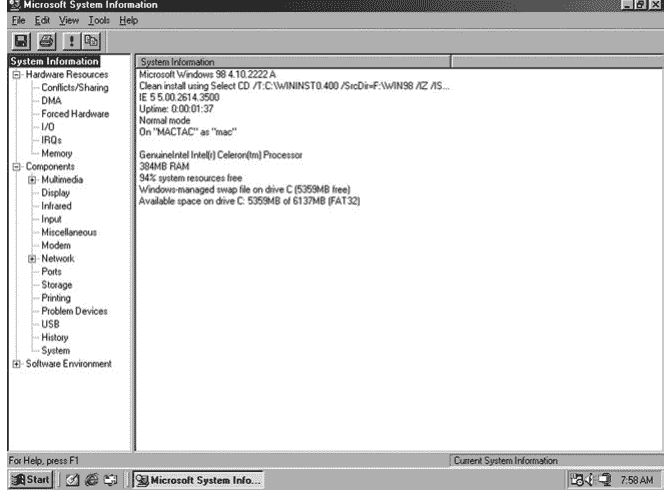 Microsoft System Information
File Edit View Tools Help
System Information
Hardware Resources
Conflicts/Sharing
DMA
Forced Hardware
I/O
IRQs
Memory
Components
Multimedia
Display
Infrared
Input
Miscellaneous
Modem
Network
Ports
Storage
Printing
Problem Devices
USB
History
System
Software Environment
System Information
Microsoft Windows 98 4.10.2222 A
Clean install using Select CD /T:C:\WININST0.400 /SrcDir=F:\WIN98 /IZ /IS...
IE 5 5.00.2614.3500
Uptime: 0:00:01:37
Normal mode
On "MACTAC" as "mac"
GenuineIntel Intel(r) Celeron(tm) Processor
384MB RAM
94% system resources free
Windows-managed swap file on drive C (5359MB free)
Available space on drive C: 5359MB of 6137MB (FAT32)
For Help, press F1
Current System Information
Start
Microsoft System Info...
7:58 AM